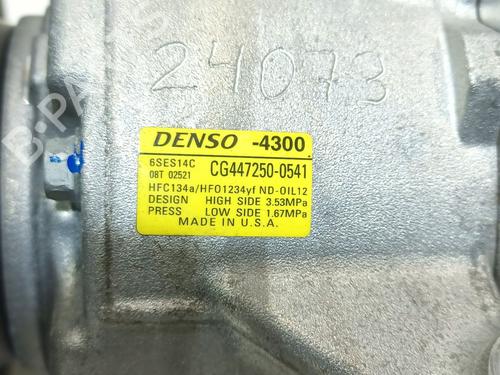 24073
DENSO -4300
6SES14C CG447250-0541
08T 02521
HFC134a/HFO1234yf ND-OIL12
DESIGN HIGH SIDE 3.53MPa
PRESS LOW SIDE 1.67MPa
MADE IN U.S.A.
B-PARTS